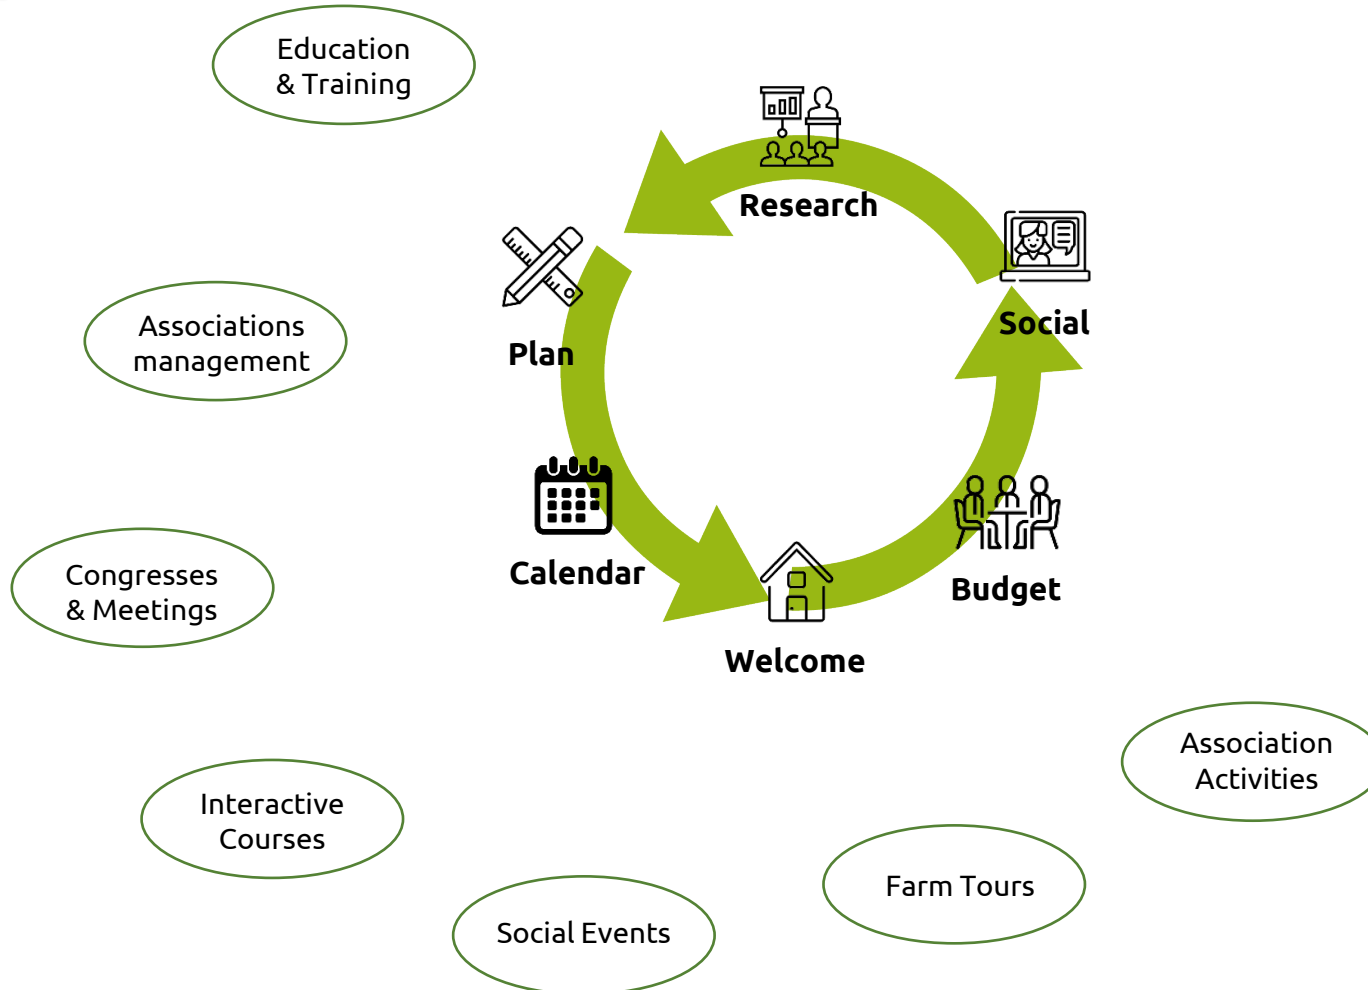 Education
& Training
Research
Social
Plan
Associations
management
Calendar
Budget
Congresses
& Meetings
Welcome
Association
Activities
Interactive
Courses
Farm Tours
Social Events